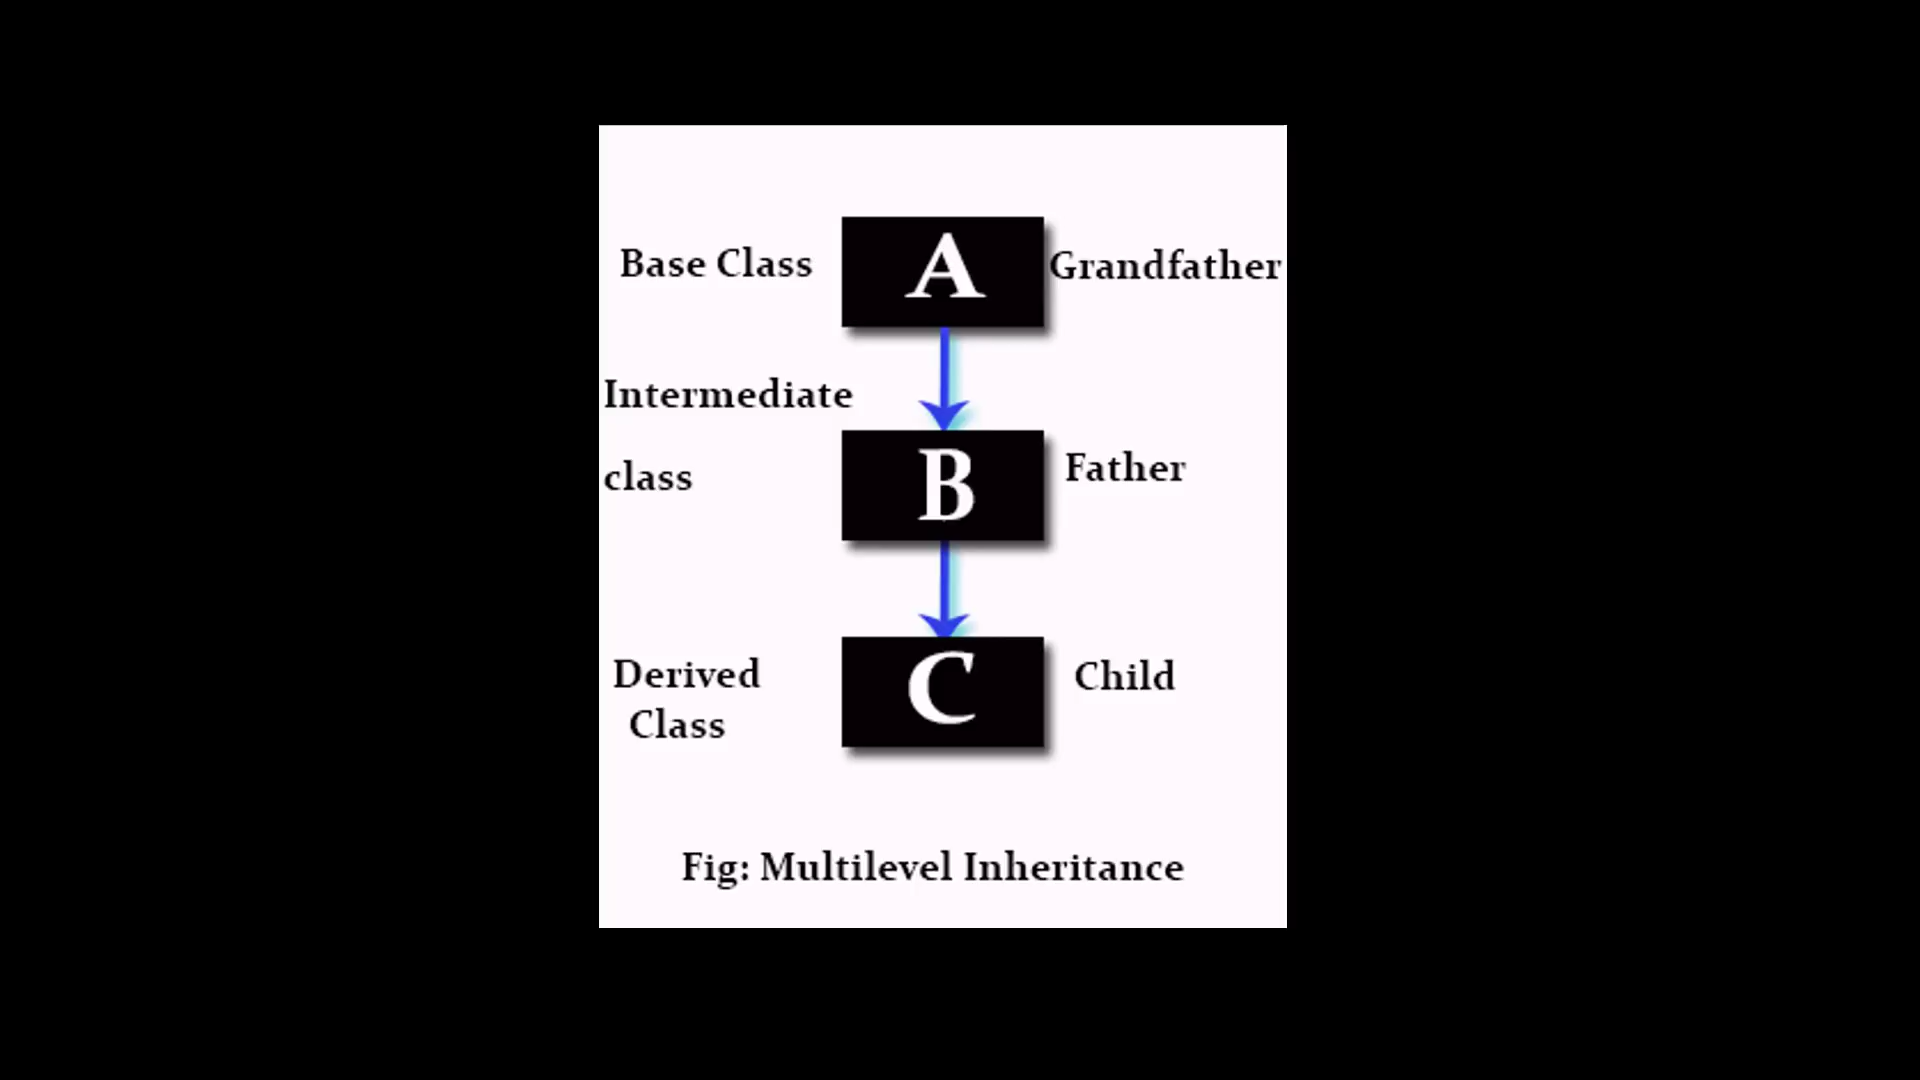 Base Class
A
Grandfather
Intermediate
class
B
Father
Derived
Class
C
Child
Fig: Multilevel Inheritance